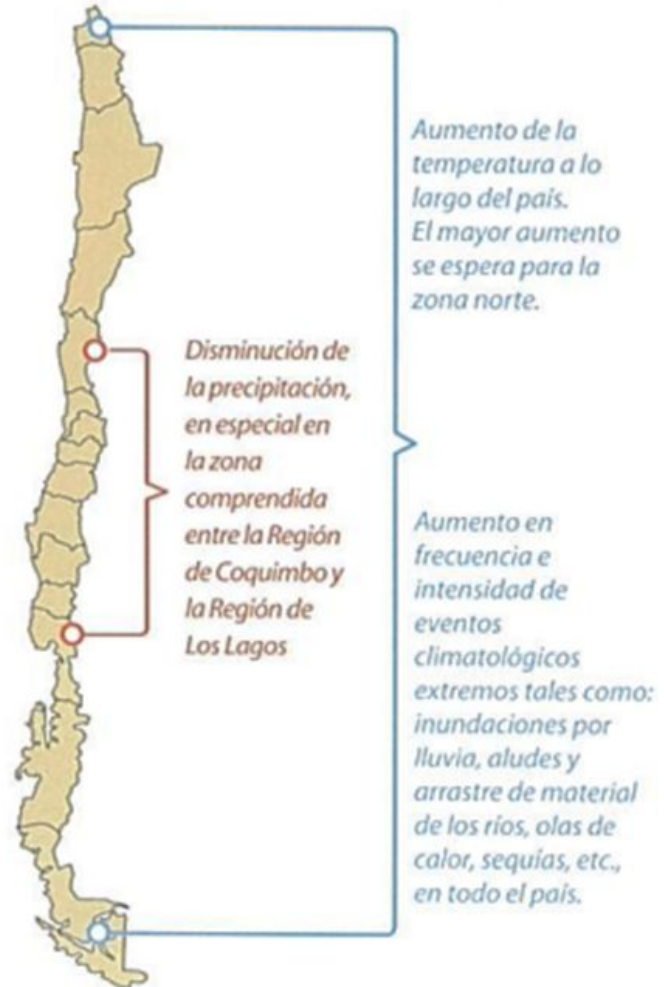 Aumento de la
temperatura a lo
largo del país.
El mayor aumento
se espera para la
zona norte.
Disminución de
la precipitación,
en especial en
la zona
comprendida
entre la Región
de Coquimbo y
la Región de
Los Lagos
Aumento en
frecuencia e
intensidad de
eventos
climatológicos
extremos tales como:
inundaciones por
lluvia, aludes y
arrastre de material
de los ríos, olas de
calor, sequías, etc.,
en todo el país.